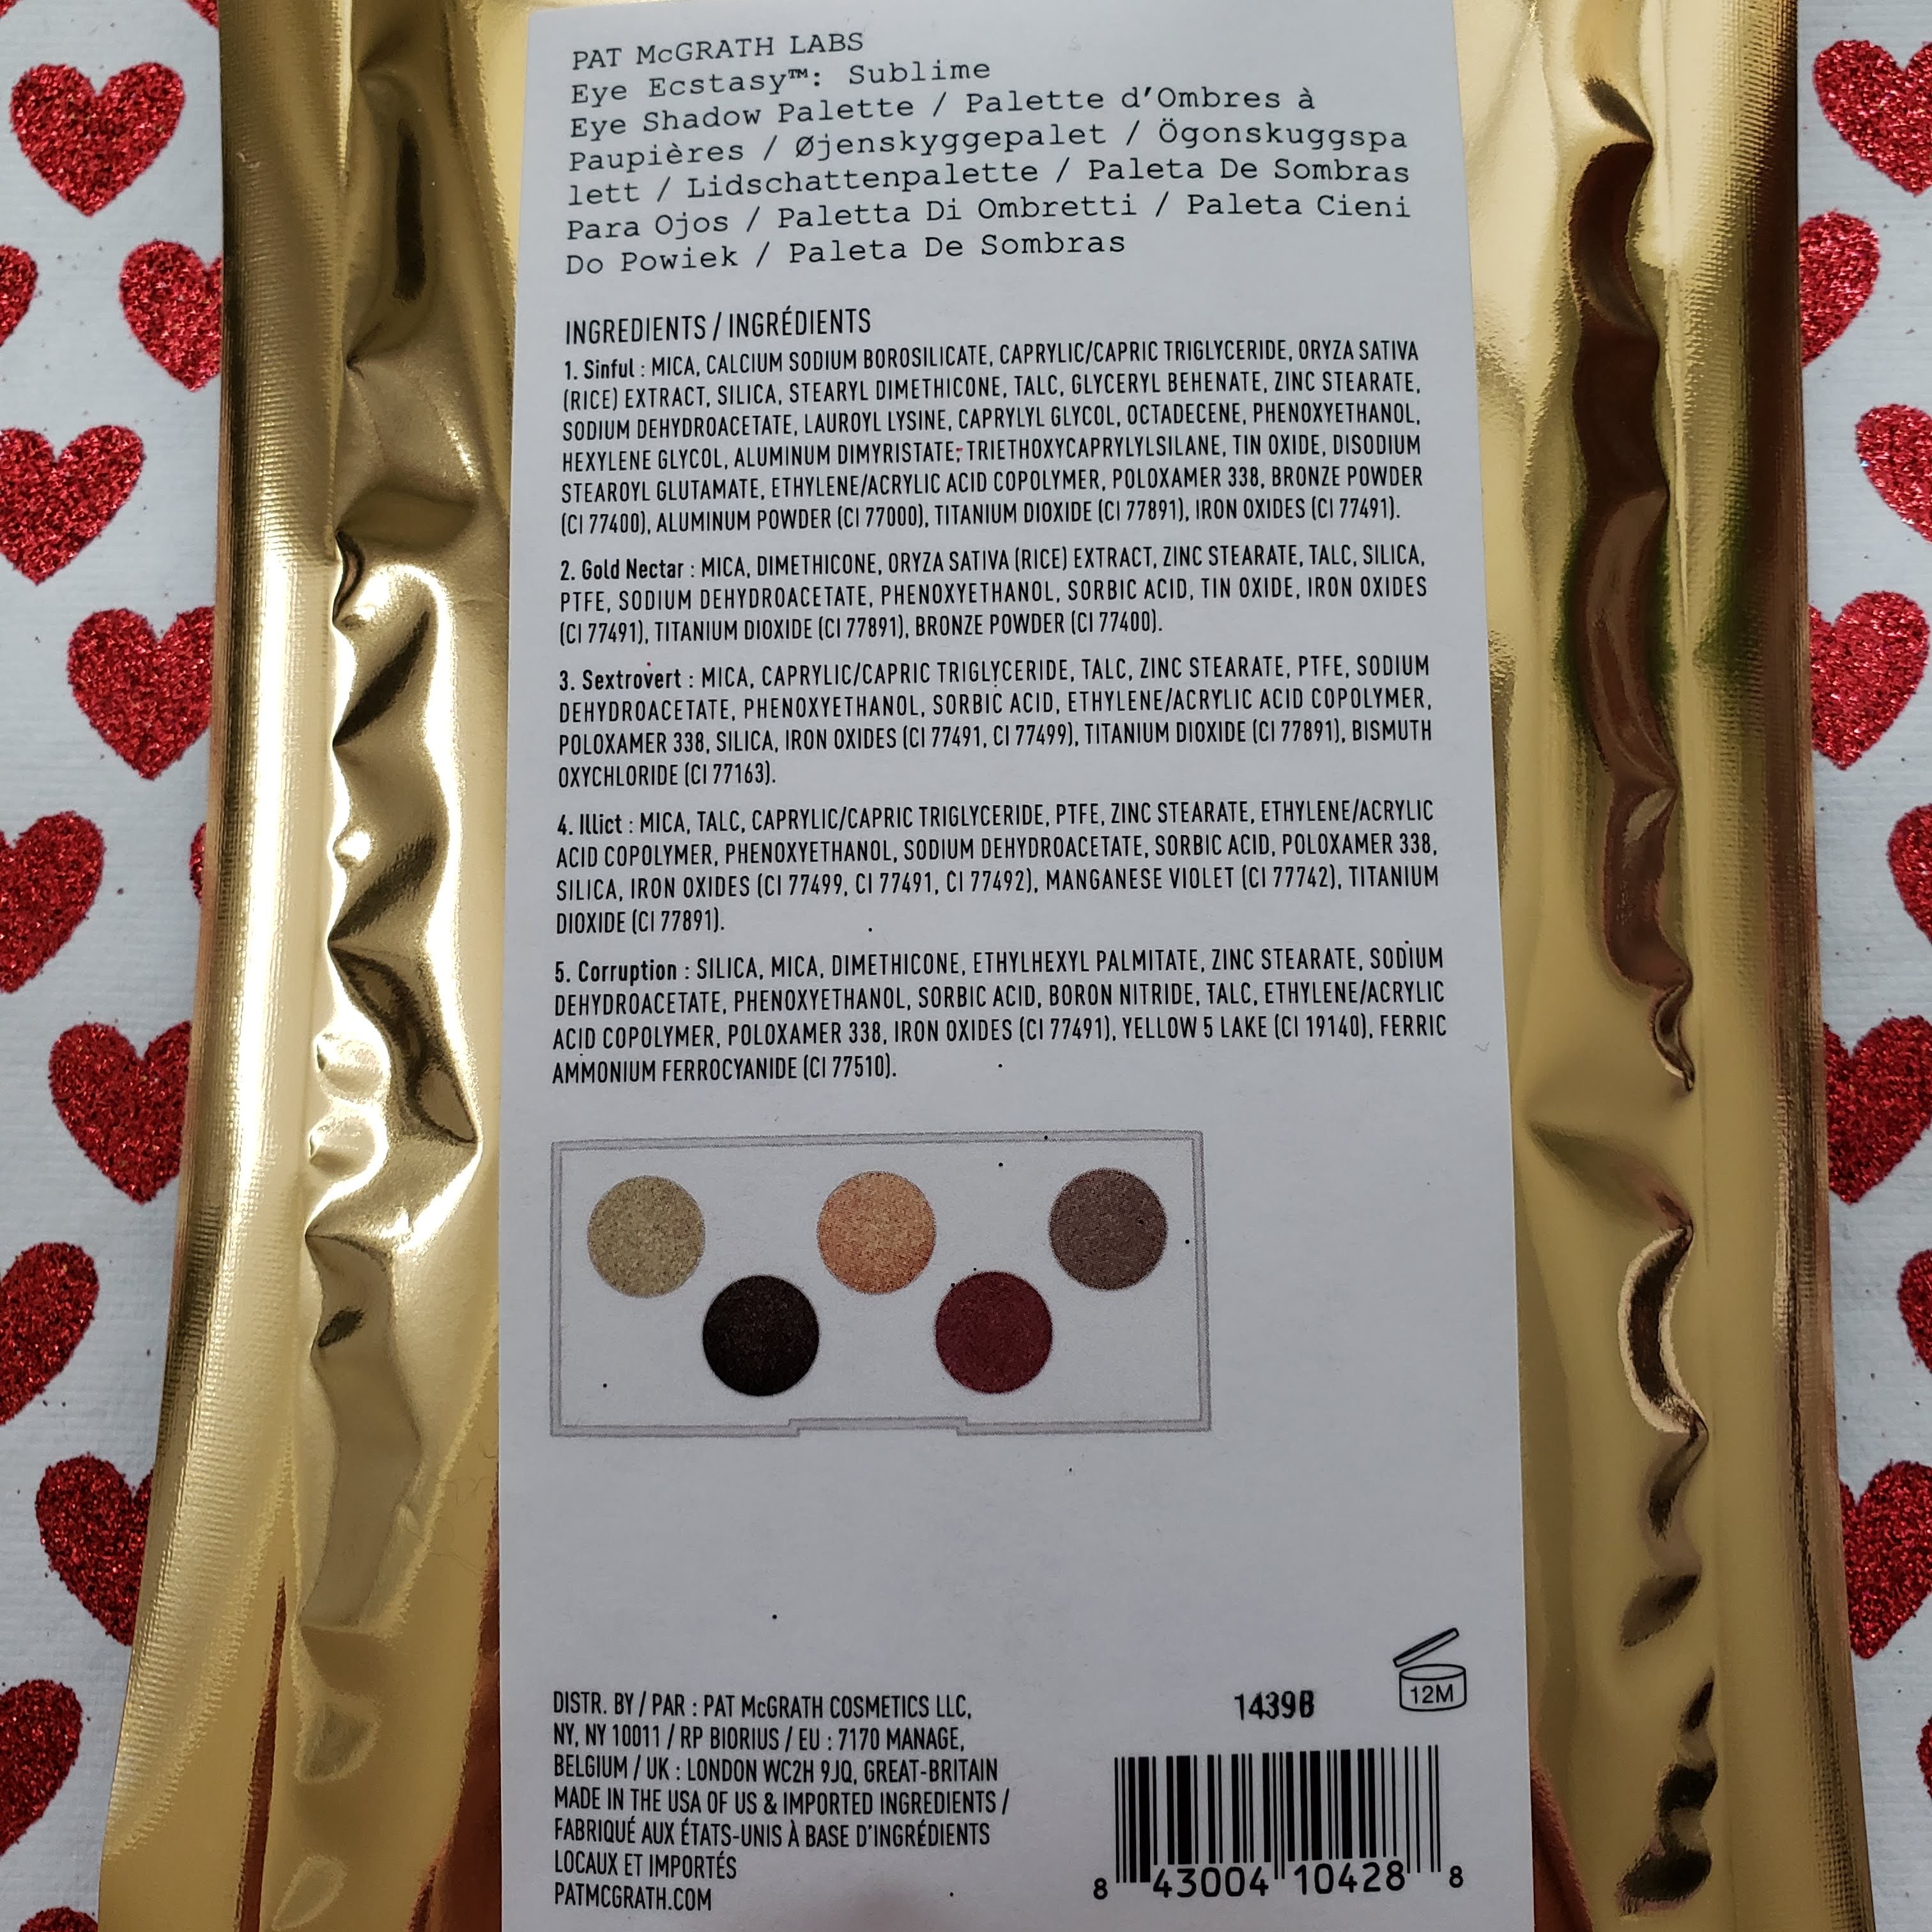 PAT McGRATH LABS
Eye Ecstasy™: Sublime
Eye Shadow Palette / Palette d’Ombres à
Paupières / Øjenskyggepalet / Ögonskuggspa
lett / Lidschattenpalette / Paleta De Sombras
Para Ojos / Paletta Di Ombretti / Paleta Cieni
Do Powiek / Paleta De Sombras
INGREDIENTS / INGRÉDIENTS
1. Sinful : MICA, CALCIUM SODIUM BOROSILICATE, CAPRYLIC/CAPRIC TRIGLYCERIDE, ORYZA SATIVA
(RICE) EXTRACT, SILICA, STEARYL DIMETHICONE, TALC, GLYCERYL BEHENATE, ZINC STEARATE,
SODIUM DEHYDROACETATE, LAUROYL LYSINE, CAPRYLYL GLYCOL, OCTADECENE, PHENOXYETHANOL,
HEXYLENE GLYCOL, ALUMINUM DIMYRISTATE, TRIETHOXYCAPRYLYLSILANE, TIN OXIDE, DISODIUM
STEAROYL GLUTAMATE, ETHYLENE/ACRYLIC ACID COPOLYMER, POLOXAMER 338, BRONZE POWDER
(CI 77400), ALUMINUM POWDER (CI 77000), TITANIUM DIOXIDE (CI 77891), IRON OXIDES (CI 77491).
2. Gold Nectar : MICA, DIMETHICONE, ORYZA SATIVA (RICE) EXTRACT, ZINC STEARATE, TALC, SILICA,
PTFE, SODIUM DEHYDROACETATE, PHENOXYETHANOL, SORBIC ACID, TIN OXIDE, IRON OXIDES
(CI 77491), TITANIUM DIOXIDE (CI 77891), BRONZE POWDER (CI 77400).
3. Sextrovert : MICA, CAPRYLIC/CAPRIC TRIGLYCERIDE, TALC, ZINC STEARATE, PTFE, SODIUM
DEHYDROACETATE, PHENOXYETHANOL, SORBIC ACID, ETHYLENE/ACRYLIC ACID COPOLYMER,
POLOXAMER 338, SILICA, IRON OXIDES (CI 77491, CI 77499), TITANIUM DIOXIDE (CI 77891), BISMUTH
OXYCHLORIDE (CI 77163).
4. Illict : MICA, TALC, CAPRYLIC/CAPRIC TRIGLYCERIDE, PTFE, ZINC STEARATE, ETHYLENE/ACRYLIC
ACID COPOLYMER, PHENOXYETHANOL, SODIUM DEHYDROACETATE, SORBIC ACID, POLOXAMER 338,
SILICA, IRON OXIDES (CI 77499, CI 77491, CI 77492), MANGANESE VIOLET (CI 77742), TITANIUM
DIOXIDE (CI 77891).
5. Corruption : SILICA, MICA, DIMETHICONE, ETHYLHEXYL PALMITATE, ZINC STEARATE, SODIUM
DEHYDROACETATE, PHENOXYETHANOL, SORBIC ACID, BORON NITRIDE, TALC, ETHYLENE/ACRYLIC
ACID COPOLYMER, POLOXAMER 338, IRON OXIDES (CI 77491), YELLOW 5 LAKE (CI 19140), FERRIC
AMMONIUM FERROCYANIDE (CI 77510).
DISTR. BY / PAR : PAT McGRATH COSMETICS LLC,
NY, NY 10011 / RP BIORIUS / EU : 7170 MANAGE,
BELGIUM / UK : LONDON WC2H 9JQ, GREAT-BRITAIN
MADE IN THE USA OF US & IMPORTED INGREDIENTS /
FABRIQUÉ AUX ÉTATS-UNIS À BASE D'INGRÉDIENTS
LOCAUX ET IMPORTÉS
PATMCGRATH.COM
1439B
12M
8 43004 10428 8